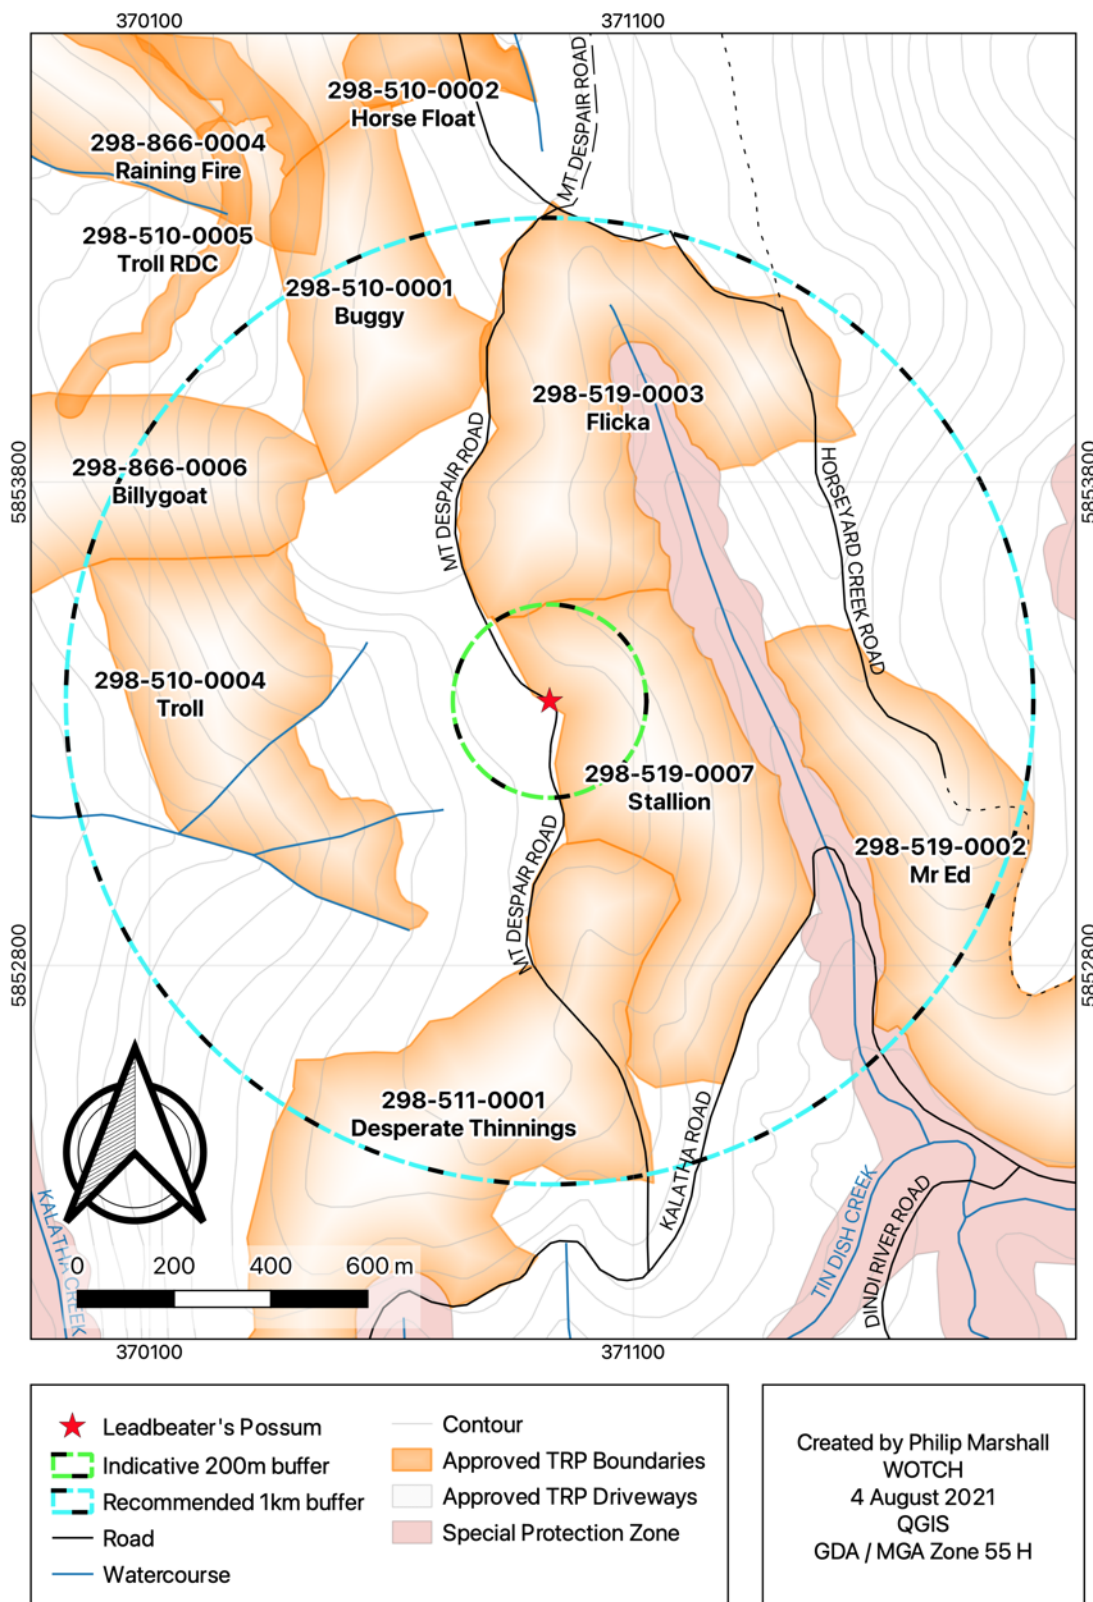 370100
371100
298-510-0002
Horse Float
MT DESPAIR ROAD
298-866-0004
Raining Fire
298-510-0005
Troll RDC
298-510-0001
Buggy
298-519-0003
Flicka
MT DESPAIR ROAD
298-866-0006
Billygoat
5853800
5853800
HORSEYARD CREEK ROAD
298-510-0004
Troll
298-519-0007
Stallion
298-519-0002
Mr Ed
MT DESPAIR ROAD
5852800
5852800
298-511-0001
Desperate Thinnings
KALATHA ROAD
KALATHA CREEK
TIN DISH CREEK
DINDI RIVER ROAD
0 200 400 600 m
370100
371100
Leadbeater's Possum
Indicative 200m buffer
Recommended 1km buffer
Road
Watercourse
Contour
Approved TRP Boundaries
Approved TRP Driveways
Special Protection Zone
Created by Philip Marshall
WOTCH
4 August 2021
QGIS
GDA / MGA Zone 55 H